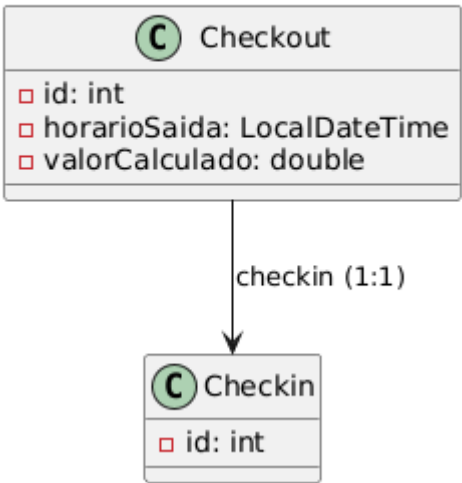 C Checkout
id: int
horarioSaida: LocalDateTime
valorCalculado: double
checkin (1:1)
C Checkin
id: int